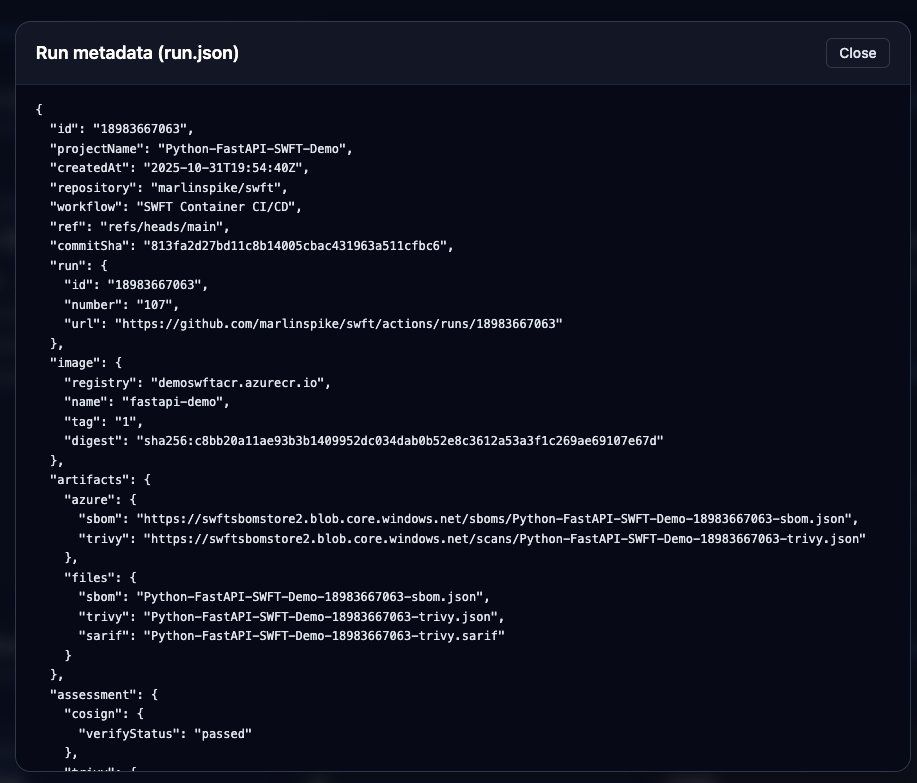 Run metadata (run.json)
Close
{
  "id": "18983667063",
  "projectName": "Python-FastAPI-SWFT-Demo",
  "createdAt": "2025-10-31T19:54:40Z",
  "repository": "marlinspike/swft",
  "workflow": "SWFT Container CI/CD",
  "ref": "refs/heads/main",
  "commitSha": "813fa2d27bd11c8b14005cbac431963a511cfbc6",
  "run": {
    "id": "18983667063",
    "number": "107",
    "url": "https://github.com/marlinspike/swft/actions/runs/18983667063"
  },
  "image": {
    "registry": "demoswftacr.azurecr.io",
    "name": "fastapi-demo",
    "tag": "1",
    "digest": "sha256:c8bb20a11ae93b3b1409952dc034dab0b52e8c3612a53a3f1c269ae69107e67d"
  },
  "artifacts": {
    "azure": {
      "sbom": "https://swftsbomstore2.blob.core.windows.net/sboms/Python-FastAPI-SWFT-Demo-18983667063-sbom.json",
      "trivy": "https://swftsbomstore2.blob.core.windows.net/scans/Python-FastAPI-SWFT-Demo-18983667063-trivy.json"
    },
    "files": {
      "sbom": "Python-FastAPI-SWFT-Demo-18983667063-sbom.json",
      "trivy": "Python-FastAPI-SWFT-Demo-18983667063-trivy.json",
      "sarif": "Python-FastAPI-SWFT-Demo-18983667063-trivy.sarif"
    }
  },
  "assessment": {
    "cosign": {
      "verifyStatus": "passed"
    },